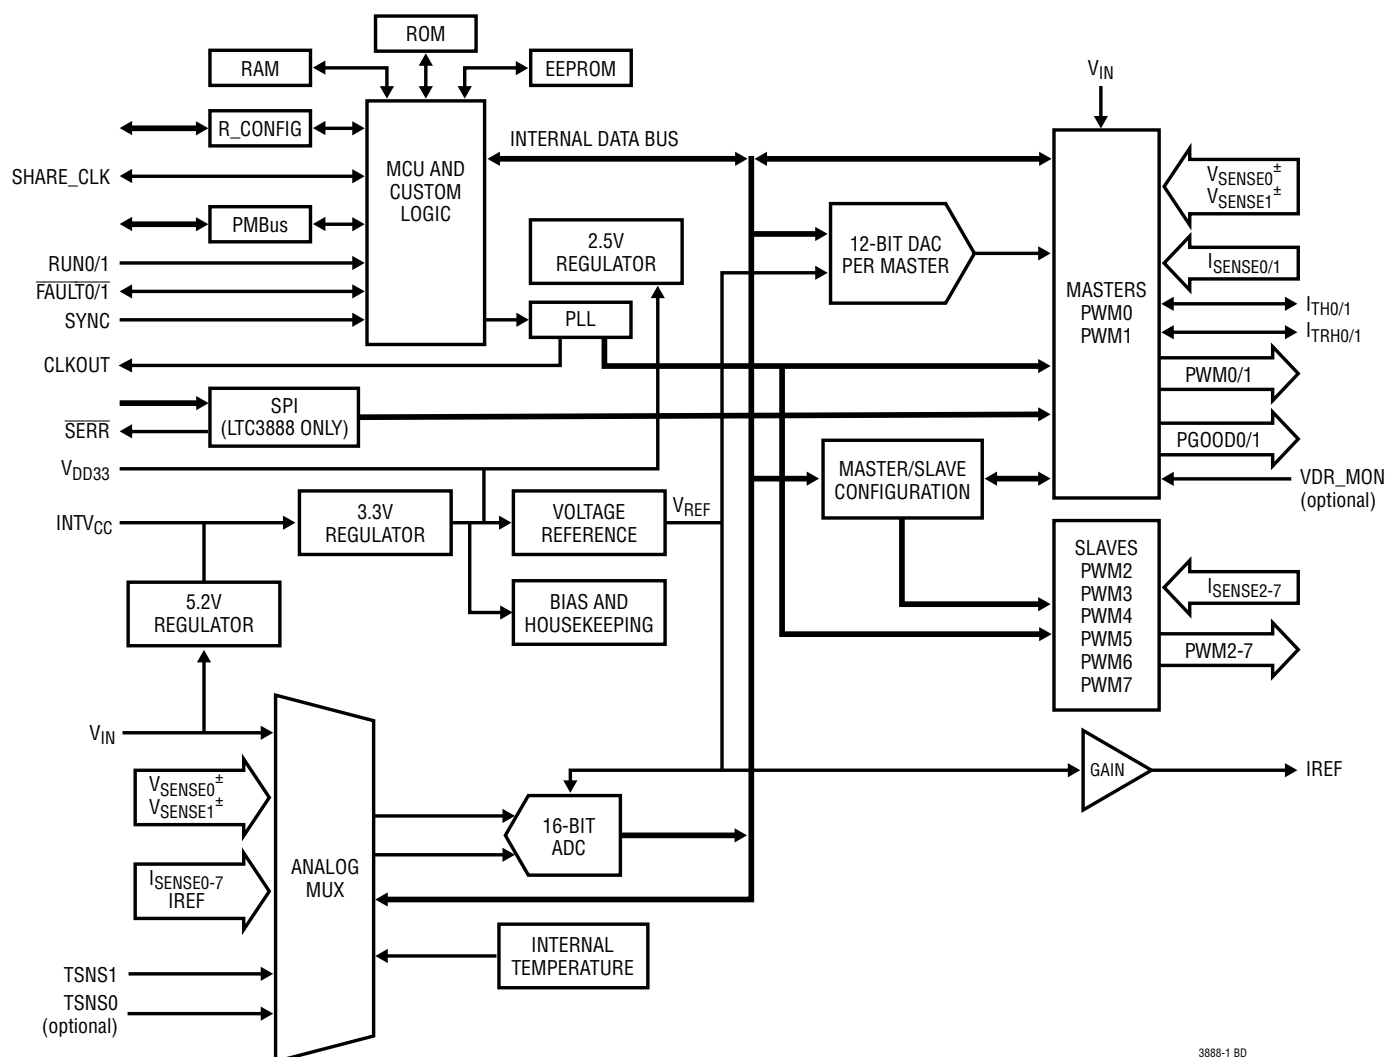 ROM
RAM
EEPROM
R_CONFIG
SHARE_CLK
PMBus
RUN0/1
FAULT0/1
SYNC
CLKOUT
MCU AND
CUSTOM
LOGIC
INTERNAL DATA BUS
2.5V
REGULATOR
PLL
SPI
(LTC3888 ONLY)
SERR
VDD33
INTVCC
3.3V
REGULATOR
VOLTAGE
REFERENCE
VREF
BIAS AND
HOUSEKEEPING
5.2V
REGULATOR
VIN
VSENSE0±
VSENSE1±
ISENSE0-7
IREF
TSNS1
TSNS0
(optional)
ANALOG
MUX
16-BIT
ADC
INTERNAL
TEMPERATURE
12-BIT DAC
PER MASTER
MASTER/SLAVE
CONFIGURATION
VIN
MASTERS
PWM0
PWM1
VSENSE0±
VSENSE1±
ISENSE0/1
ITH0/1
ITRH0/1
PWM0/1
PGOOD0/1
VDR_MON
(optional)
SLAVES
PWM2
PWM3
PWM4
PWM5
PWM6
PWM7
ISENSE2-7
PWM2-7
GAIN
IREF
3888-1 BD